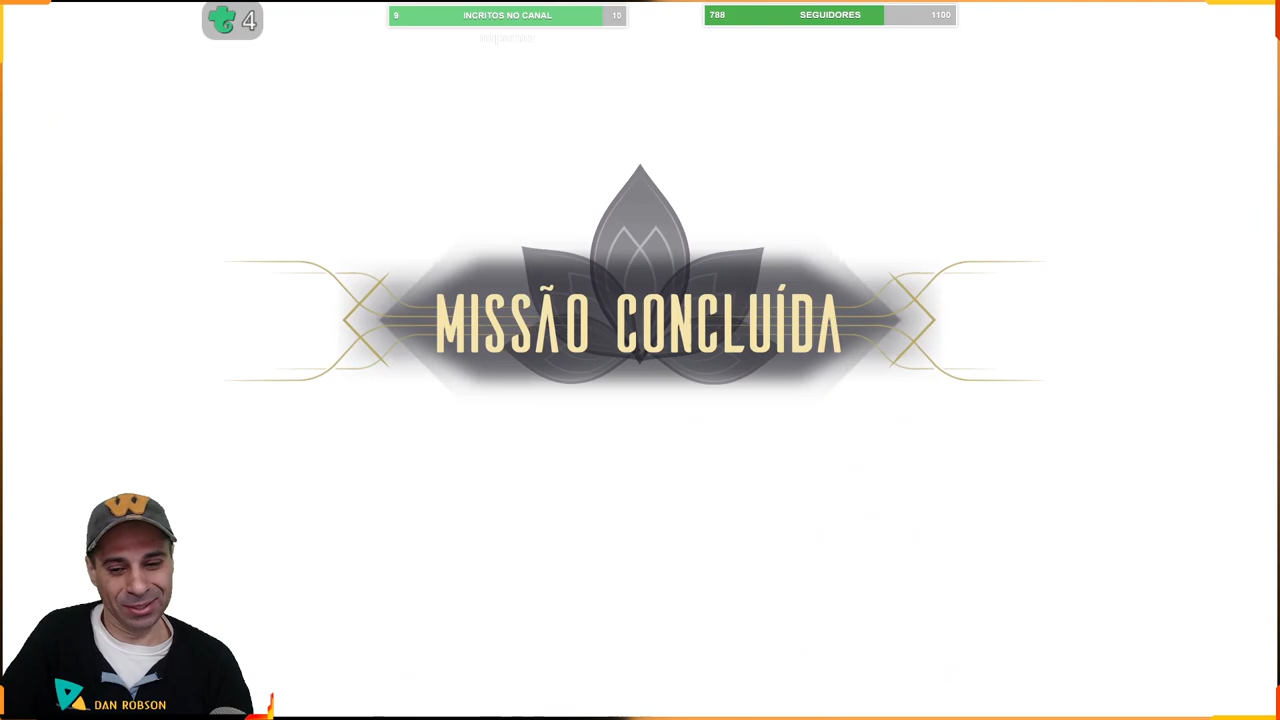 4
9 INCRITOS NO CANAL 10
788 SEGUIDORES 1100
MISSÃO CONCLUÍDA
W
DAN ROBSON